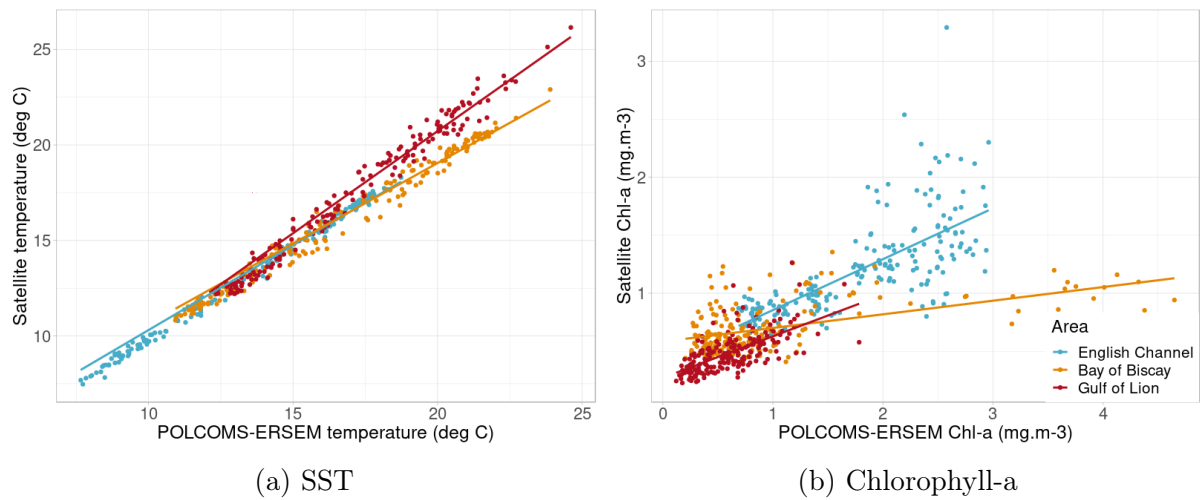 25
20
15
10
Satellite temperature (deg C)
10
15
20
25
POLCOMS-ERSEM temperature (deg C)
(a) SST
3
2
1
Satellite Chl-a (mg.m-3)
Area
English Channel
Bay of Biscay
Gulf of Lion
0
1
2
3
4
POLCOMS-ERSEM Chl-a (mg.m-3)
(b) Chlorophyll-a